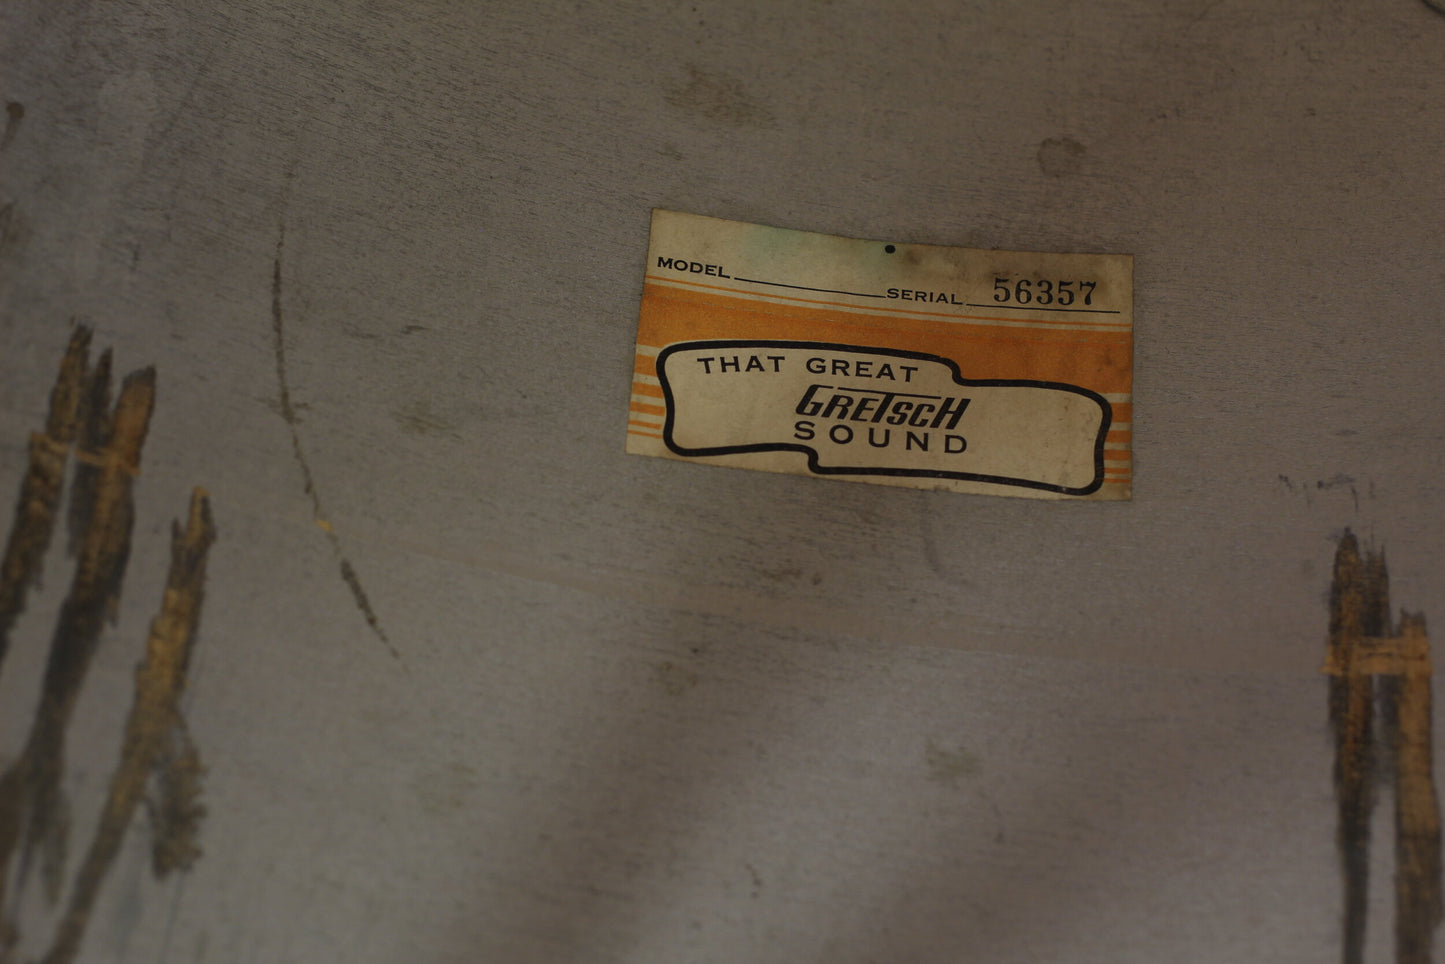 MODEL SERIAL 56357
THAT GREAT
GRETSCH
SOUND